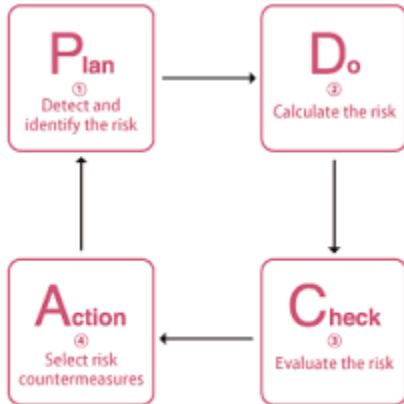 Plan
①
Detect and
identify the risk
Do
②
Calculate the risk
Check
③
Evaluate the risk
Action
④
Select risk
countermeasures